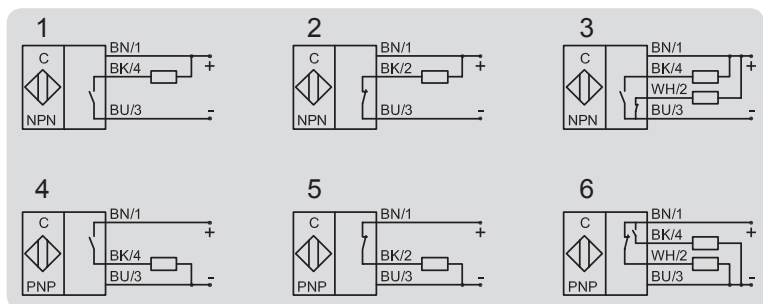 1
C
NPN
BN/1
BK/4
BU/3
+
-
2
C
NPN
BN/1
BK/2
BU/3
+
-
3
C
NPN
BN/1
BK/4
WH/2
BU/3
+
-
4
C
PNP
BN/1
BK/4
BU/3
+
-
5
C
PNP
BN/1
BK/2
BU/3
+
-
6
C
PNP
BN/1
BK/4
WH/2
BU/3
+
-